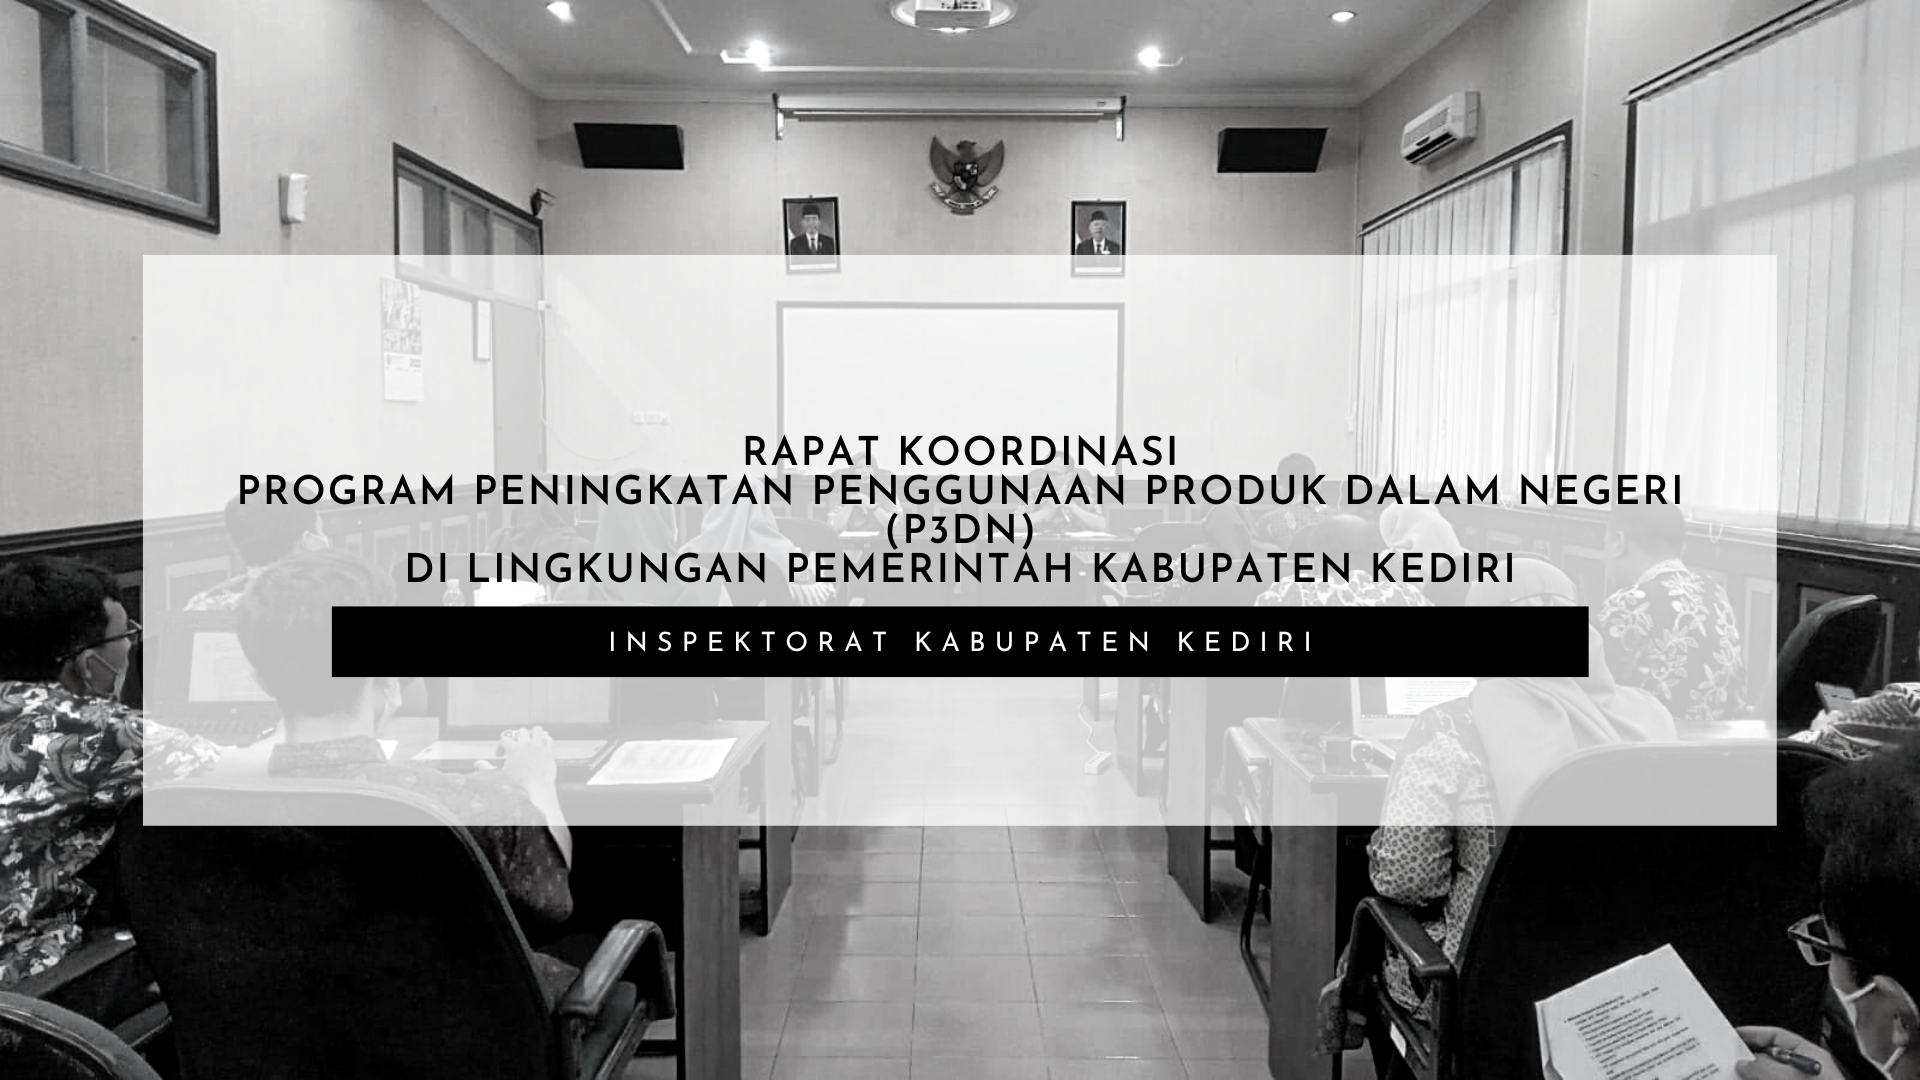 RAPAT KOORDINASI
PROGRAM PENINGKATAN PENGGUNAAN PRODUK DALAM NEGERI
(P3DN)
DI LINGKUNGAN PEMERINTAH KABUPATEN KEDIRI
INSPEKTORAT KABUPATEN KEDIRI